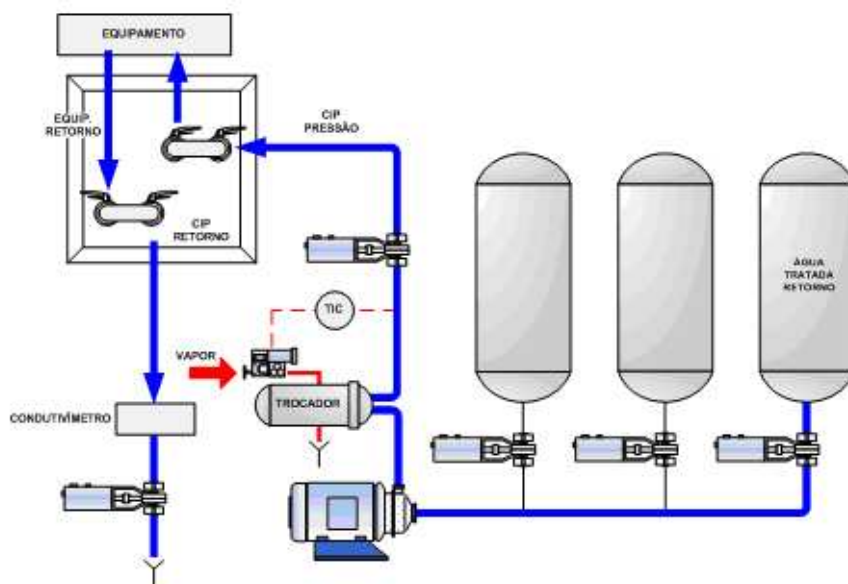 EQUIPAMENTO
EQUIP.
RETORNO
CIP
PRESSÃO
CIP
RETORNO
ÁGUA
TRATADA
RETORNO
TIC
VAPOR
TROCADOR
CONDUTIVÍMETRO